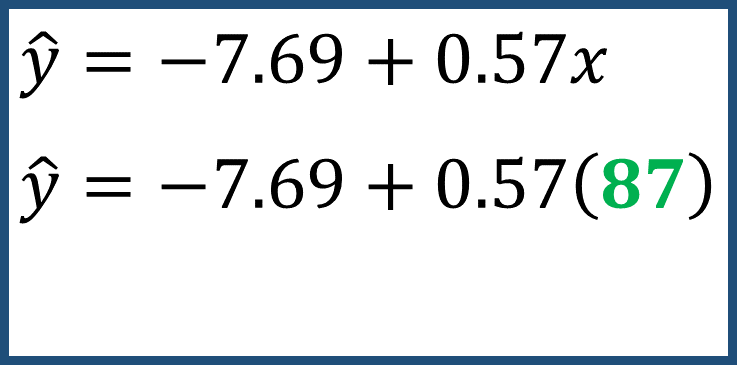 ŷ = −7.69 + 0.57x
ŷ = −7.69 + 0.57(87)